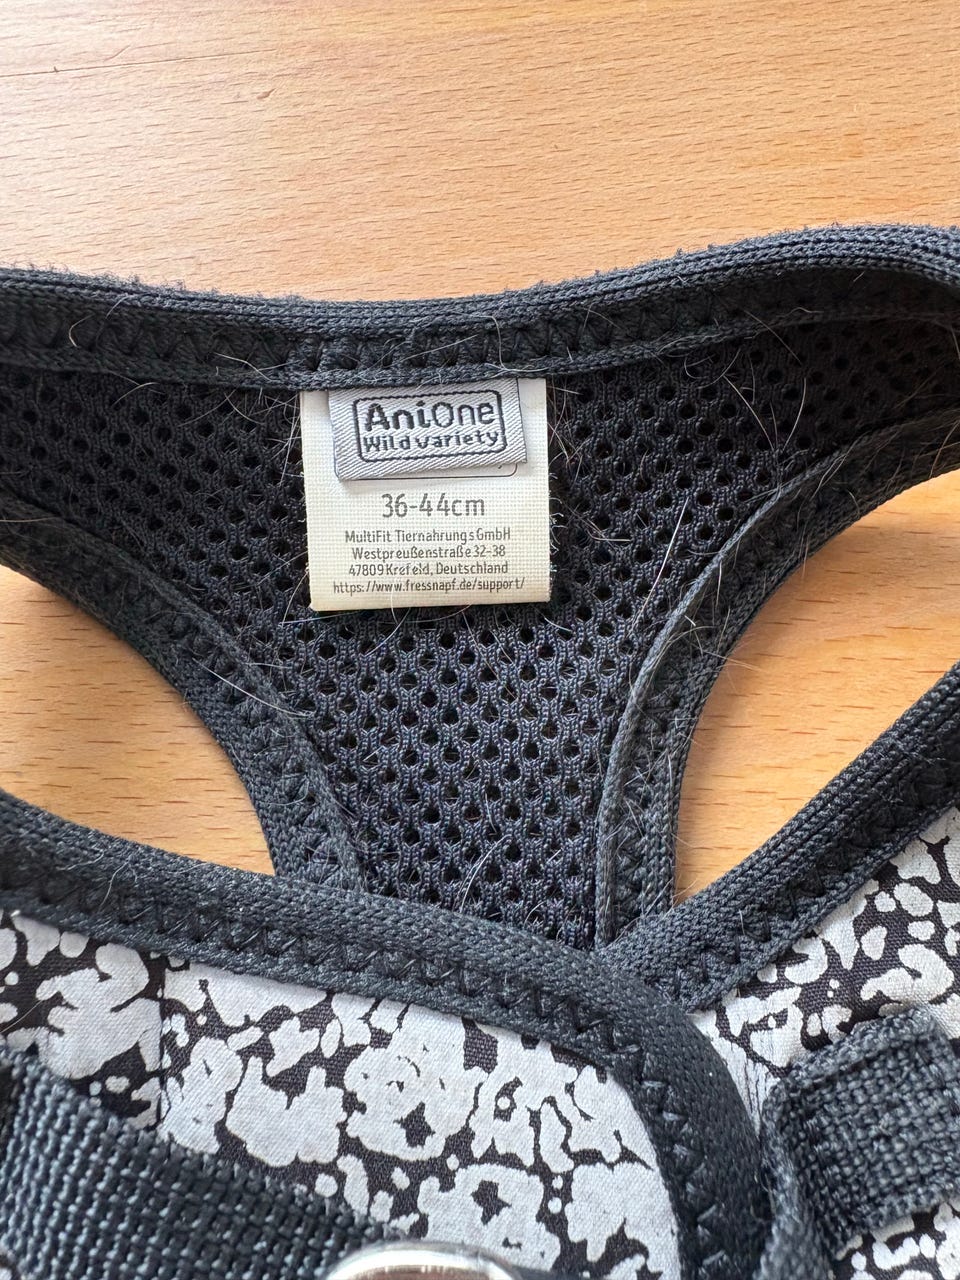 AniOne
Wild variety
36-44cm
MultiFit Tiernahrungs GmbH
Westpreußenstraße 32-38
47809 Krefeld, Deutschland
https://www.fressnapf.de/support/